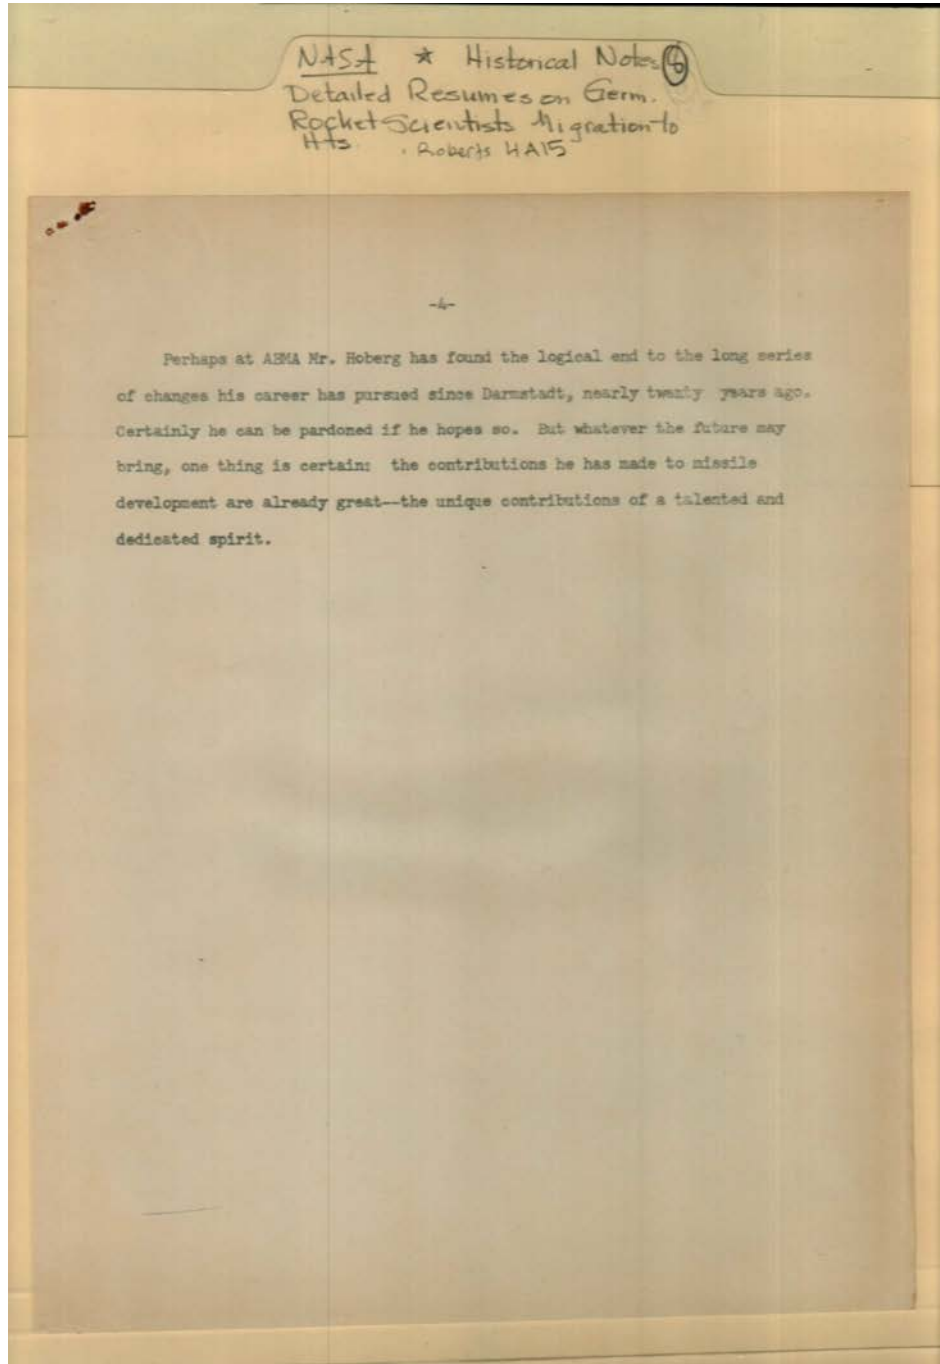 NASA ★ Historical Notes 6
Detailed Resumes on Germ.
Rocket Scientists Migration to
Hts. . Roberts HA15
-4-
Perhaps at ABMA Mr. Hoberg has found the logical end to the long series
of changes his career has pursued since Darmstadt, nearly twenty years ago.
Certainly he can be pardoned if he hopes so. But whatever the future may
bring, one thing is certain: the contributions he has made to missile
development are already great--the unique contributions of a talented and
dedicated spirit.